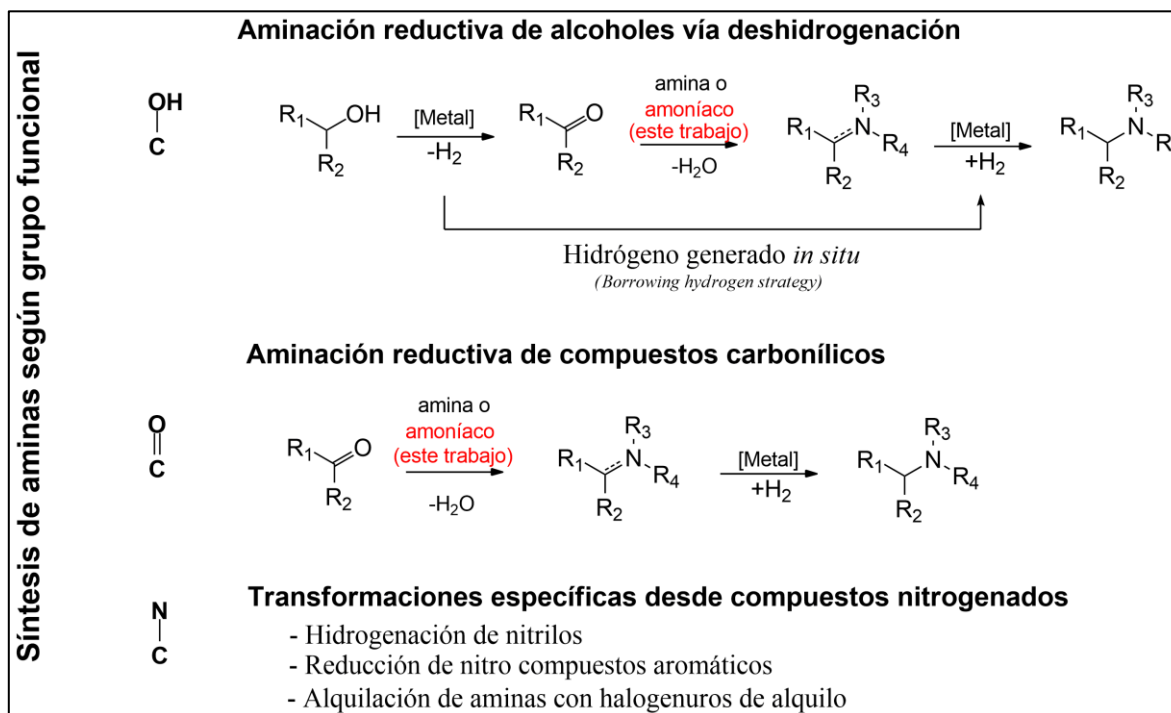 Síntesis de aminas según grupo funcional
Aminación reductiva de alcoholes vía deshidrogenación
OH
C
R1
OH
R2
[Metal]
-H2
R1
O
R2
amina o
amoníaco
(este trabajo)
-H2O
R3
R1
N
R4
R2
[Metal]
+H2
R1
N
R
R2
Hidrógeno generado in situ
(Borrowing hydrogen strategy)
Aminación reductiva de compuestos carbonílicos
O
C
R1
O
R2
amina o
amoníaco
(este trabajo)
-H2O
R3
R1
N
R4
R2
[Metal]
+H2
R3
R1
N
R4
R2
N
C
Transformaciones específicas desde compuestos nitrogenados
- Hidrogenación de nitrilos
- Reducción de nitro compuestos aromáticos
- Alquilación de aminas con halogenuros de alquilo